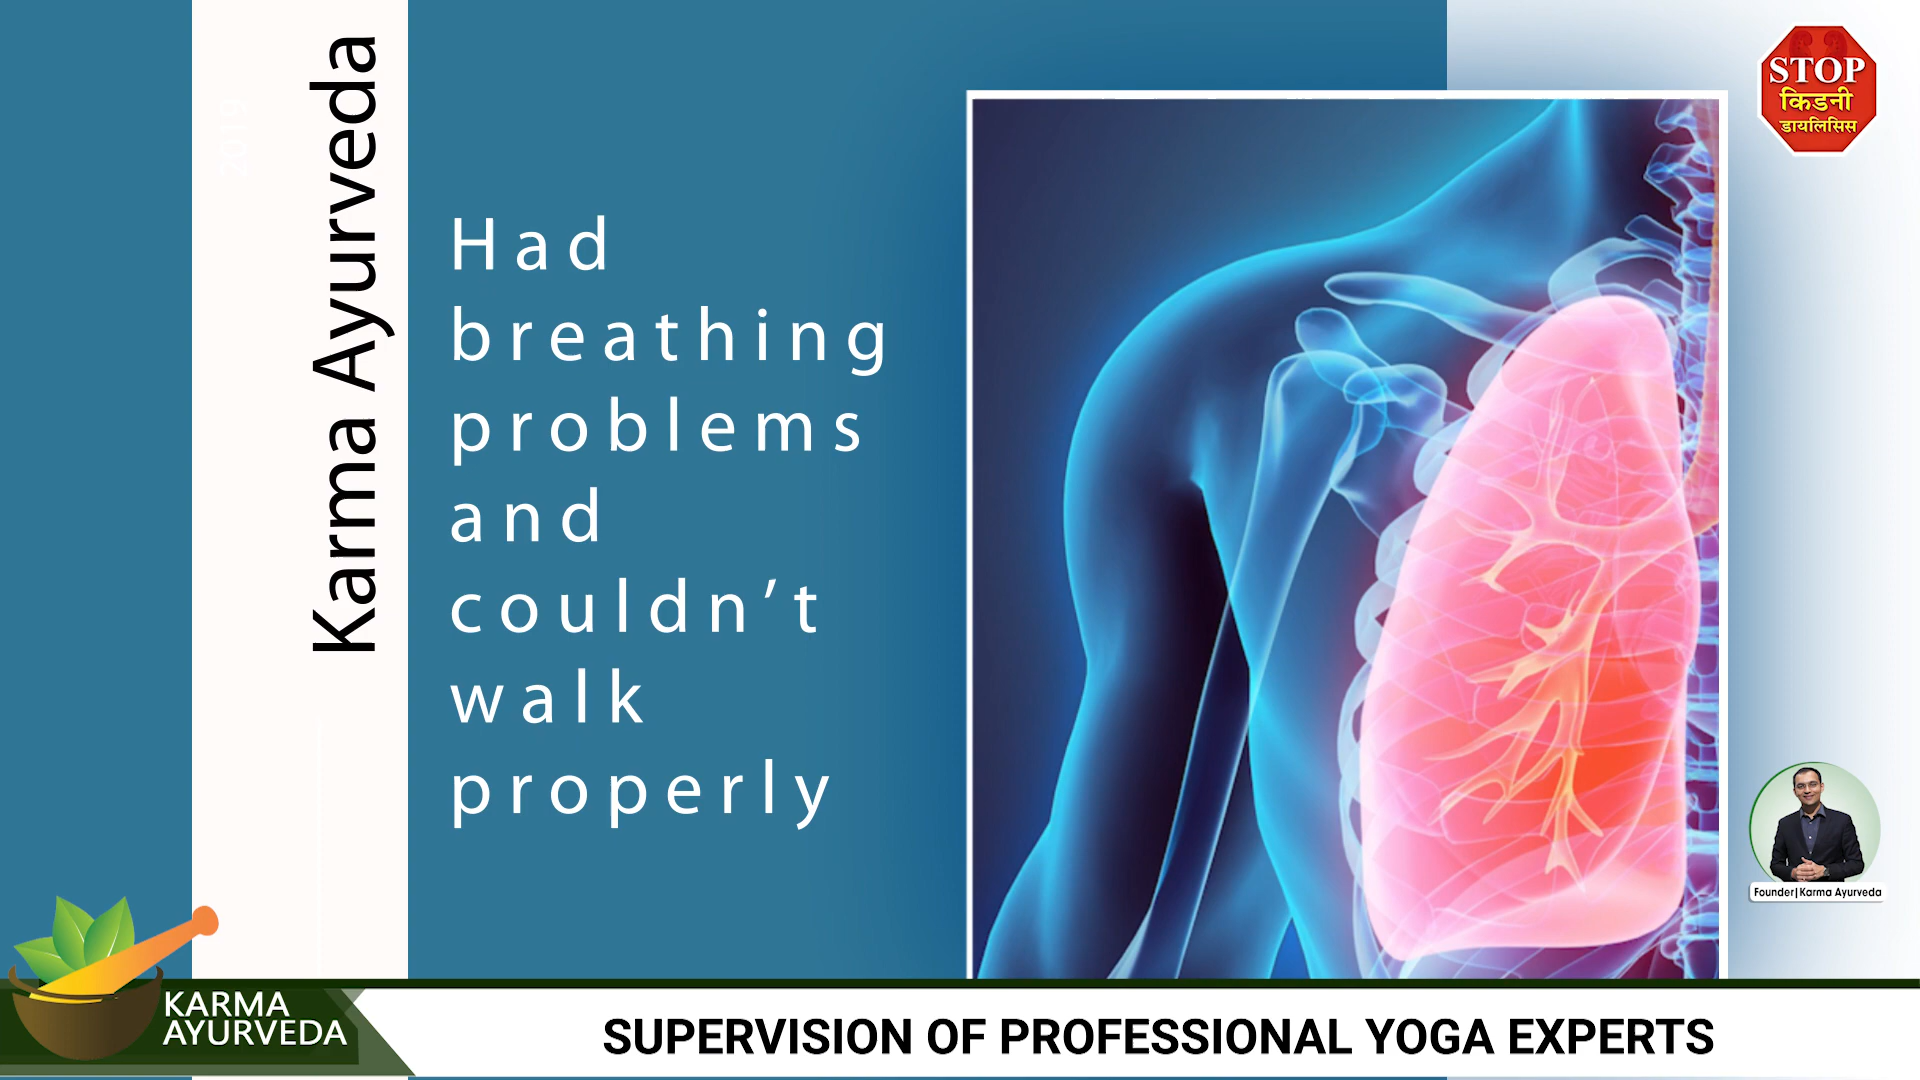 Karma Ayurveda
2019
Had
breathing
problems
and
couldn’t
walk
properly
STOP
किडनी
डायलिसिस
Founder|Karma Ayurveda
KARMA
AYURVEDA
SUPERVISION OF PROFESSIONAL YOGA EXPERTS